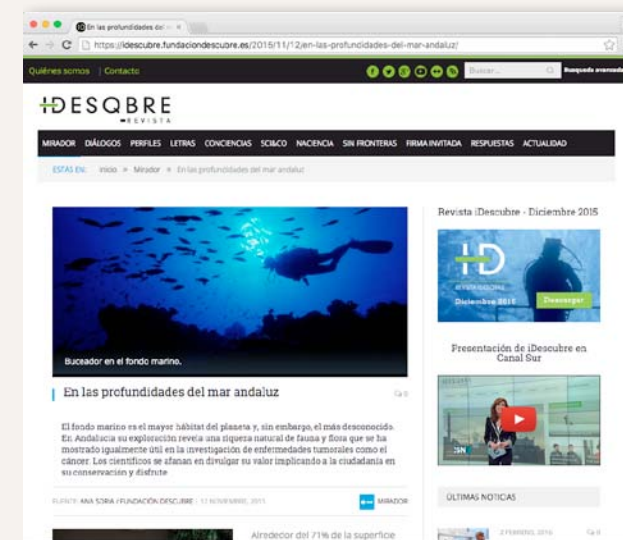 En las profundidades del
https://idescubre.fundaciondescubre.es/2015/11/12/en-las-profundidades-del-mar-andaluz/
Quiénes somos | Contacto
Buscar...
Busqueda avanzada
iDESQBRE
REVISTA
MIRADOR DIÁLOGOS PERFILES LETRAS CONCIENCIAS SCI&CO NACIENCIA SIN FRONTERAS FIRMA INVITADA RESPUESTAS ACTUALIDAD
ESTÁS EN: Inicio » Mirador » En las profundidades del mar andaluz
Buceador en el fondo marino.
En las profundidades del mar andaluz
0
El fondo marino es el mayor hábitat del planeta y, sin embargo, el más desconocido.
En Andalucía su exploración revela una riqueza natural de fauna y flora que se ha
mostrado igualmente útil en la investigación de enfermedades tumorales como el
cáncer. Los científicos se afanan en divulgar su valor implicando a la ciudadanía en
su conservación y disfrute
FUENTE: ANA SORIA / FUNDACIÓN DESCUBRE | 12 NOVIEMBRE, 2015
MIRADOR
Alrededor del 71% de la superficie
Revista iDescubre - Diciembre 2015
iD
Diciembre 2015
Descargar
Presentación de iDescubre en
Canal Sur
ÚLTIMAS NOTICIAS
2 FEBRERO, 2016
0